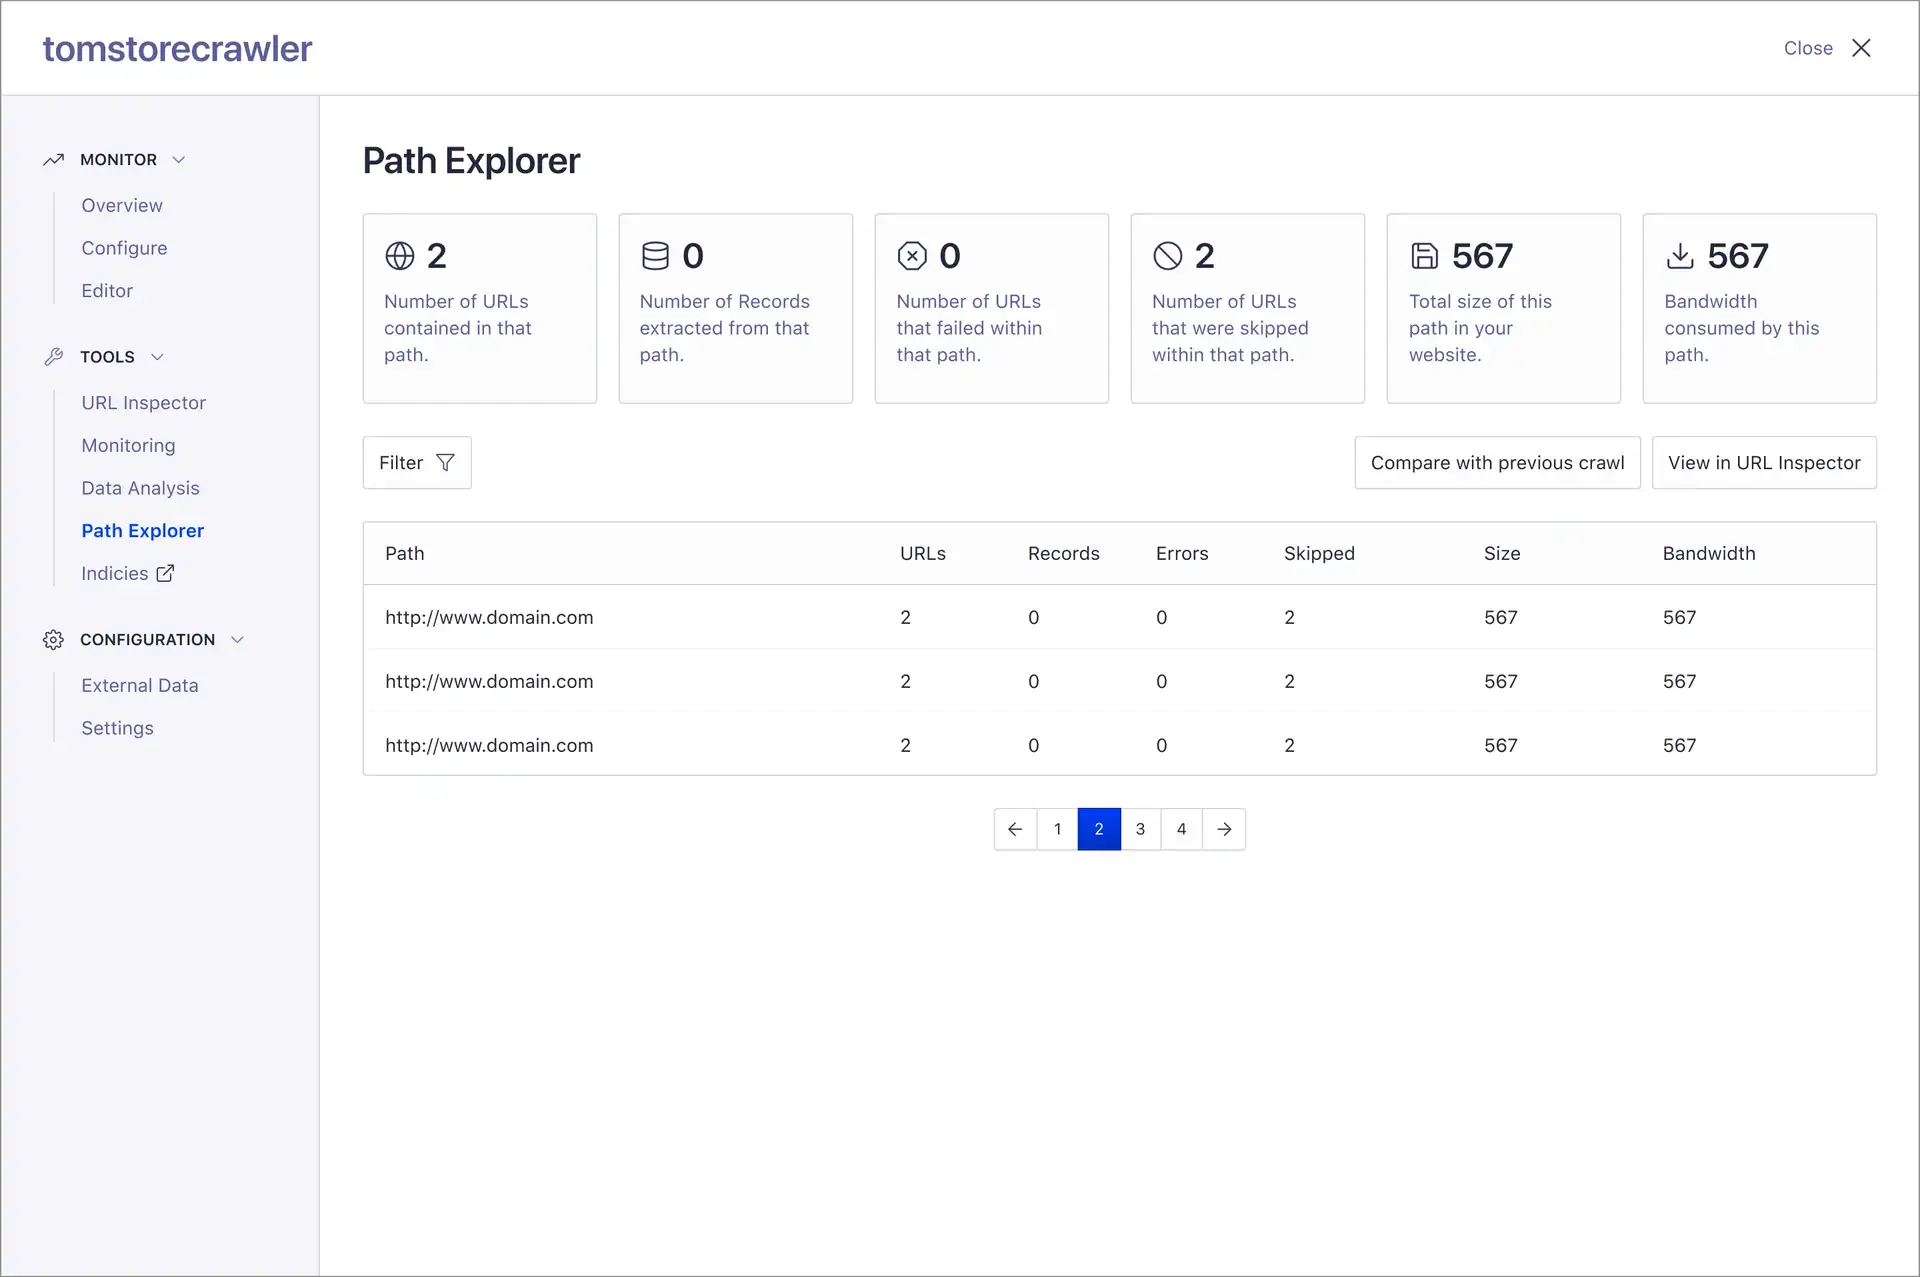 tomstorecrawler
Close
MONITOR
Overview
Configure
Editor
TOOLS
URL Inspector
Monitoring
Data Analysis
Path Explorer
Indicies
CONFIGURATION
External Data
Settings
Path Explorer
2
Number of URLs
contained in that
path.
0
Number of Records
extracted from that
path.
0
Number of URLs
that failed within
that path.
2
Number of URLs
that were skipped
within that path.
567
Total size of this
path in your
website.
567
Bandwidth
consumed by this
path.
Filter
Compare with previous crawl
View in URL Inspector
Path URLs Records Errors Skipped Size Bandwidth
http://www.domain.com 2 0 0 2 567 567
http://www.domain.com 2 0 0 2 567 567
http://www.domain.com 2 0 0 2 567 567
1 2 3 4